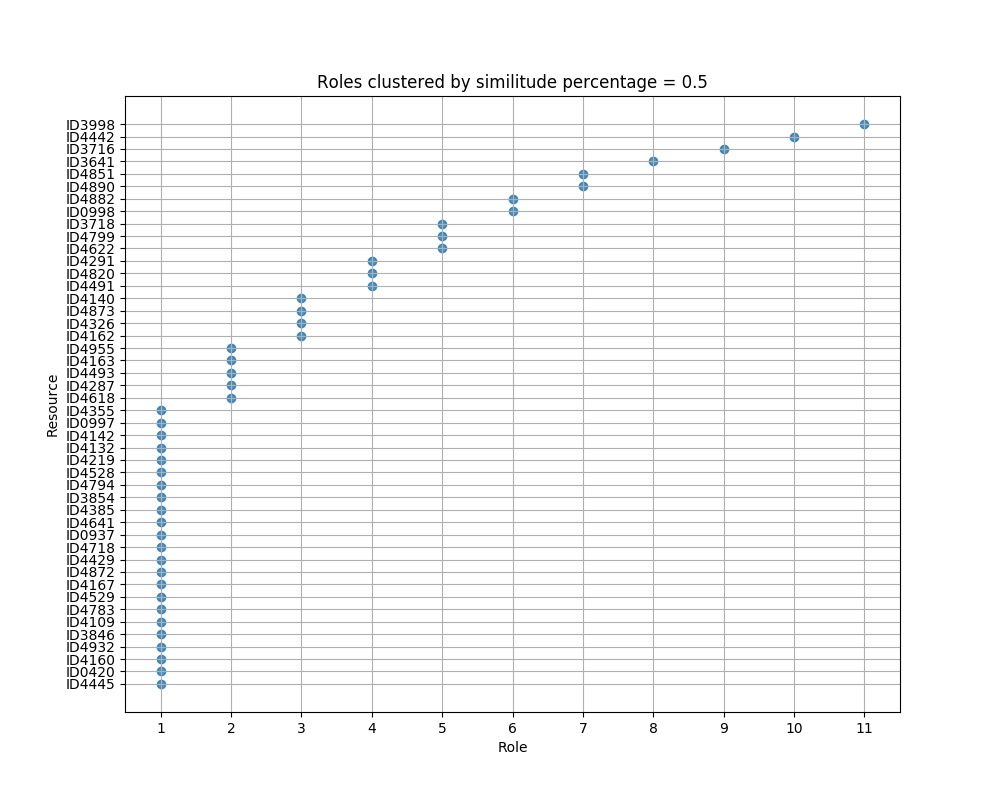 Roles clustered by similitude percentage = 0.5
ID3998
ID4442
ID3716
ID3641
ID4851
ID4890
ID4882
ID0998
ID3718
ID4799
ID4622
ID4291
ID4820
ID4491
ID4140
ID4873
ID4326
ID4162
ID4955
ID4163
ID4493
ID4287
ID4618
ID4355
ID0997
ID4142
ID4132
ID4219
ID4528
ID4794
ID3854
ID4385
ID4641
ID0937
ID4718
ID4429
ID4872
ID4167
ID4529
ID4783
ID4109
ID3846
ID4932
ID4160
ID0420
ID4445
Resource
1 2 3 4 5 6 7 8 9 10 11
Role